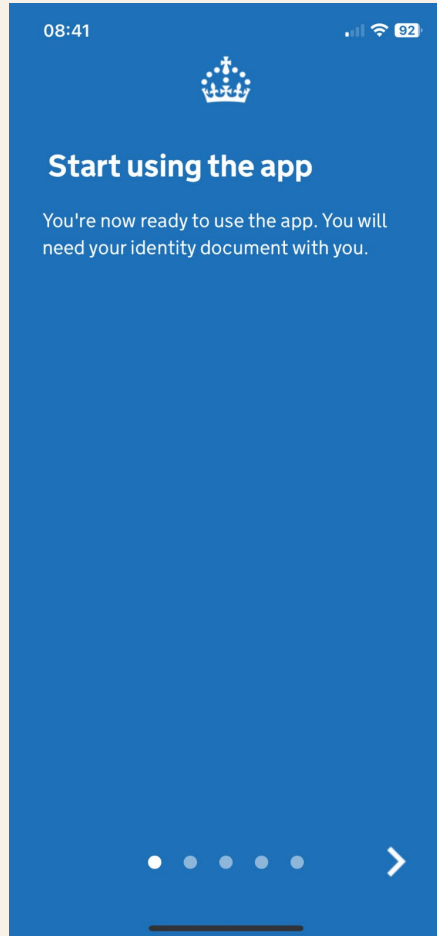 08:41
92
Start using the app
You're now ready to use the app. You will
need your identity document with you.